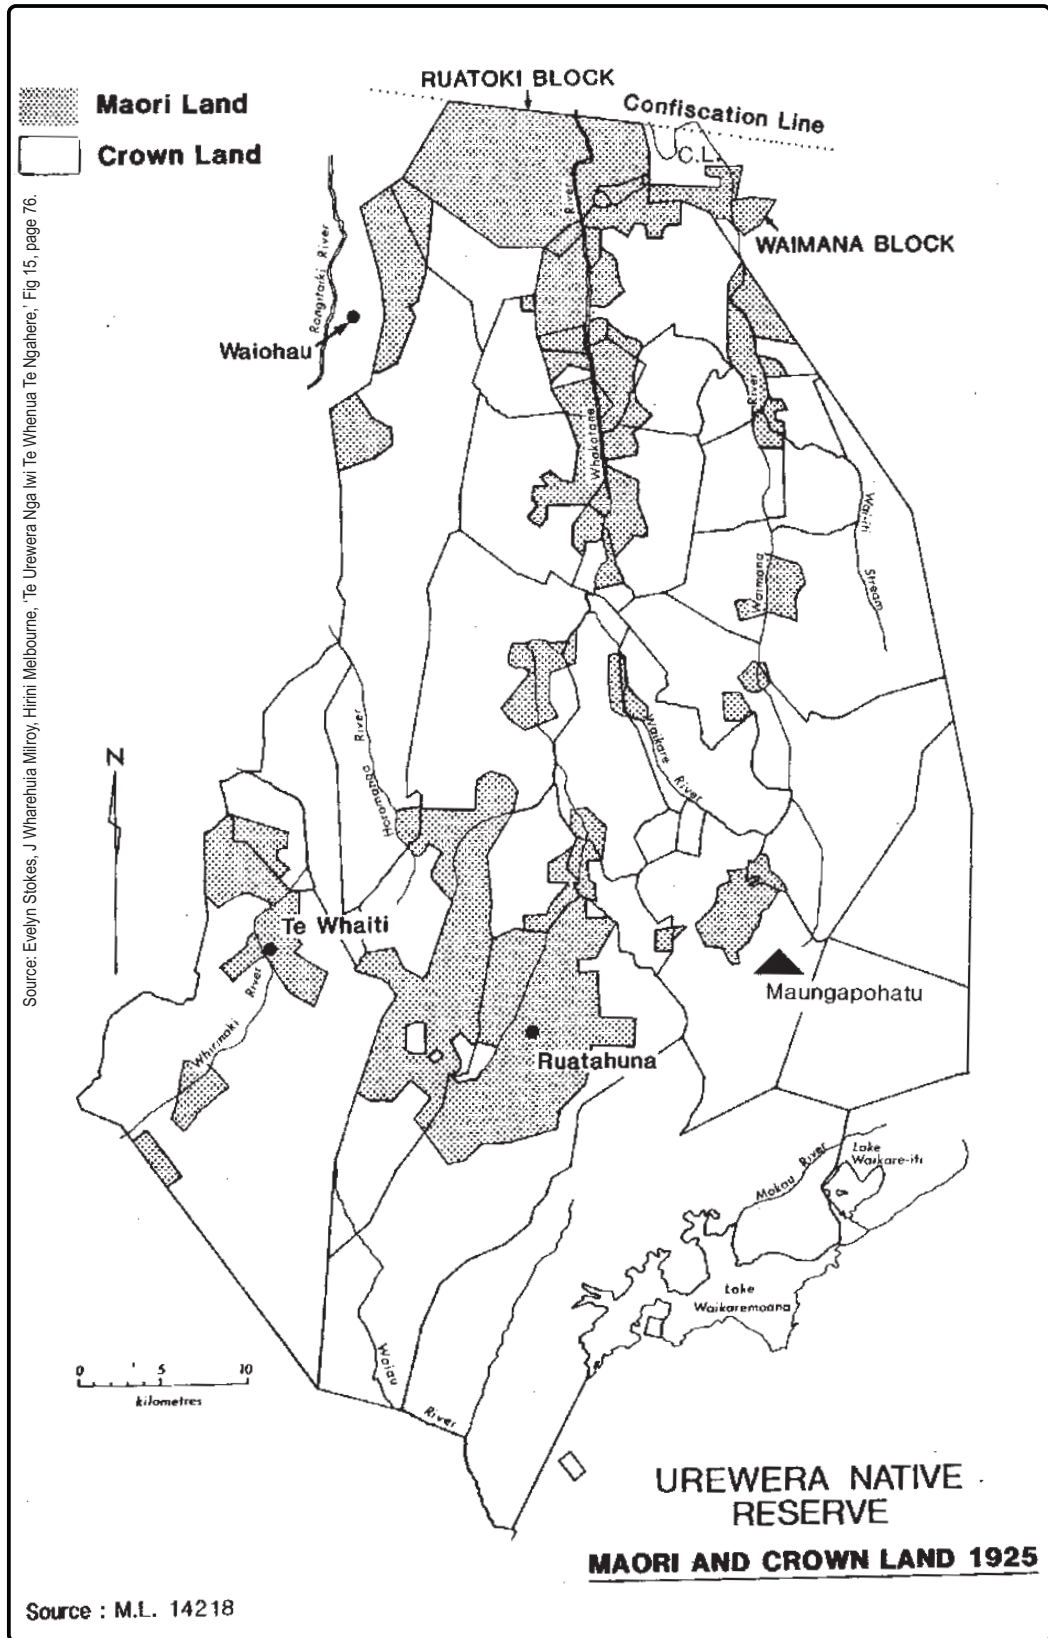 RUATOKI BLOCK
Maori Land
Crown Land
Confiscation Line
C.L.
River
WAIMANA BLOCK
Rangitaiki River
Waiohau
River
Whakatane
Wai-iti Stream
Waimana
Source: Evelyn Stokes, J Wharehuia Milroy, Hirini Melbourne, 'Te Urewera Nga Iwi Te Whenua Te Ngahere,' Fig 15, page 76.
N
Horomanga River
Waikare River
Te Whaiti
Whirinaki River
Maungapohatu
Ruatahuna
Mokau River
Lake
Waikare-iti
Lake
Waikaremoana
0 5 10
kilometres
Waiau River
UREWERA NATIVE
RESERVE
MAORI AND CROWN LAND 1925
Source : M.L. 14218